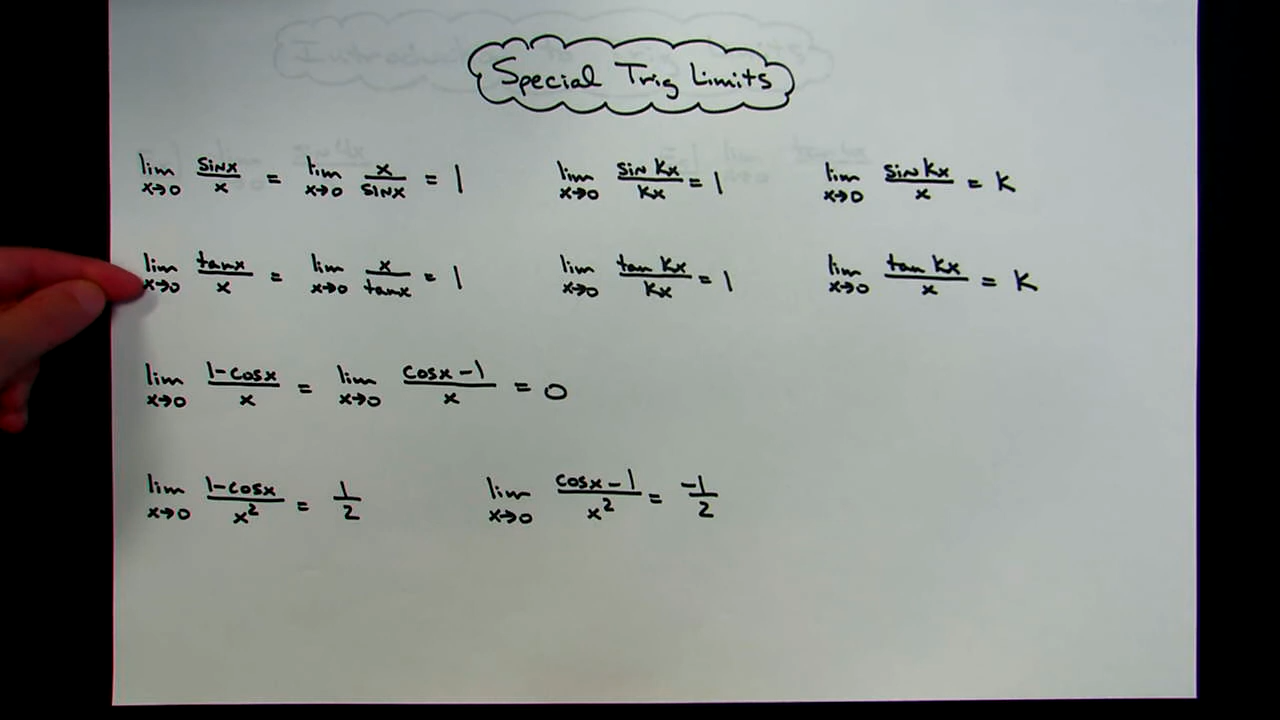 Special Trig Limits
lim x→0 sinx/x = lim x→0 x/sinx = 1 lim x→0 sin Kx/Kx = 1 lim x→0 sin Kx/x = K
lim x→0 tanx/x = lim x→0 x/tanx = 1 lim x→0 tan Kx/Kx = 1 lim x→0 tan Kx/x = K
lim x→0 1-cosx/x = lim x→0 cosx-1/x = 0
lim x→0 1-cosx/x² = 1/2 lim x→0 cosx-1/x² = -1/2